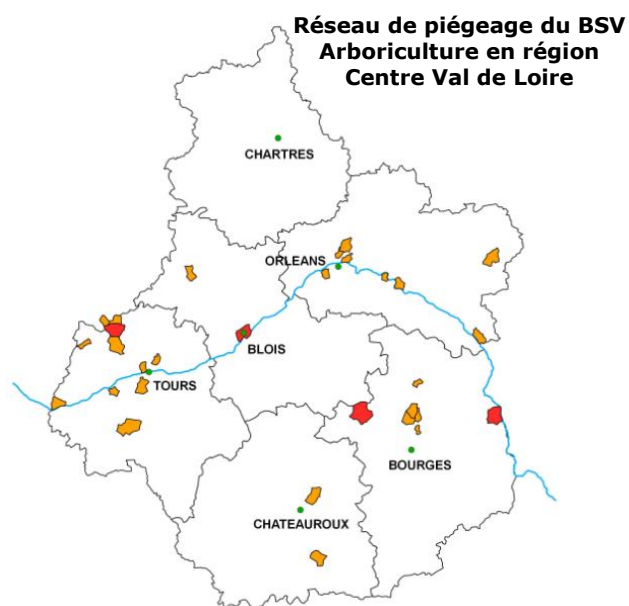 Réseau de piégeage du BSV
Arboriculture en région
Centre Val de Loire
CHARTRES
ORLEANS
BLOIS
TOURS
BOURGES
CHATEAUROUX